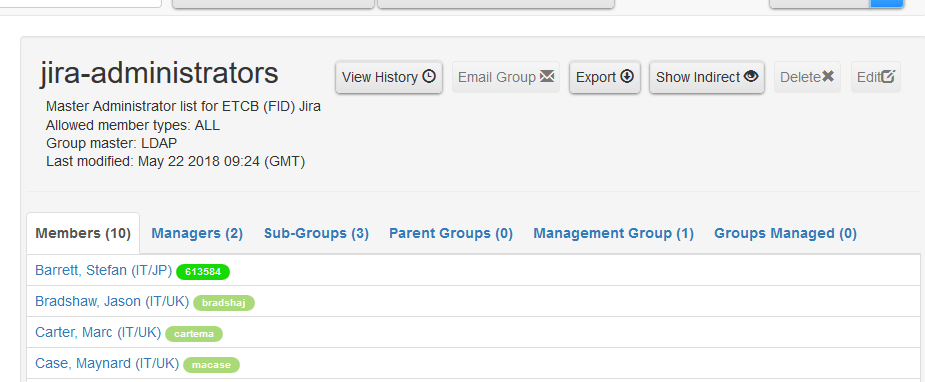 jira-administrators
View History
Email Group
Export
Show Indirect
Delete
Edit
Master Administrator list for ETCB (FID) Jira
Allowed member types: ALL
Group master: LDAP
Last modified: May 22 2018 09:24 (GMT)
Members (10) Managers (2) Sub-Groups (3) Parent Groups (0) Management Group (1) Groups Managed (0)
Barrett, Stefan (IT/JP) 613584
Bradshaw, Jason (IT/UK) bradshaj
Carter, Marc (IT/UK) cartema
Case, Maynard (IT/UK) macase